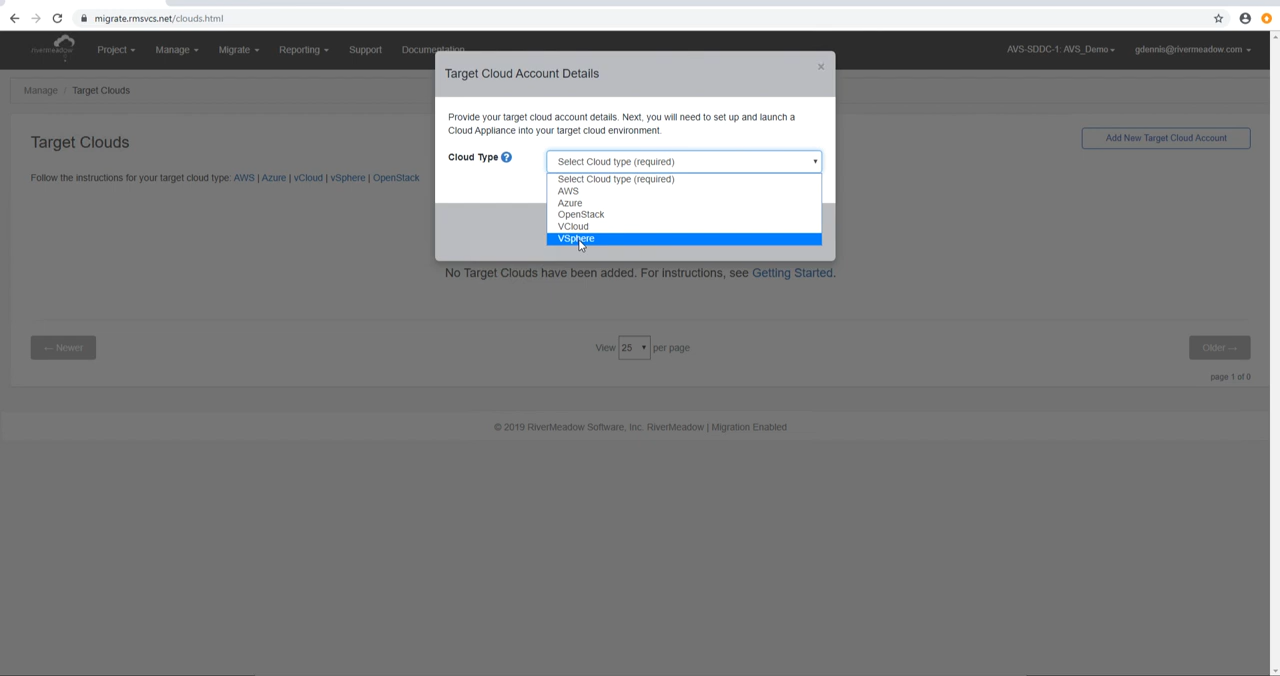 migrate.rmsvcs.net/clouds.html
rivermeadow Project Manage Migrate Reporting Support Documentation AVS-SDDC-1: AVS_Demo gdennis@rivermeadow.com
Target Cloud Account Details ×
Manage / Target Clouds
Provide your target cloud account details. Next, you will need to set up and launch a
Cloud Appliance into your target cloud environment.
Target Clouds
Add New Target Cloud Account
Cloud Type ?
Select Cloud type (required)
Select Cloud type (required)
AWS
Azure
OpenStack
VCloud
VSphere
Follow the instructions for your target cloud type: AWS | Azure | vCloud | vSphere | OpenStack
No Target Clouds have been added. For instructions, see Getting Started.
← Newer View 25 per page Older →
page 1 of 0
© 2019 RiverMeadow Software, Inc. RiverMeadow | Migration Enabled